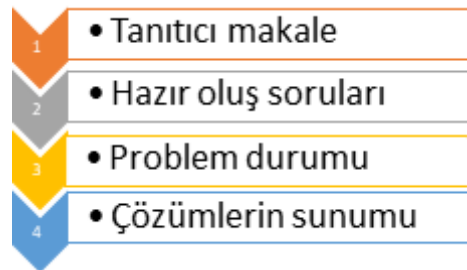 1 • Tanıtıcı makale
2 • Hazır oluş soruları
3 • Problem durumu
4 • Çözümlerin sunumu